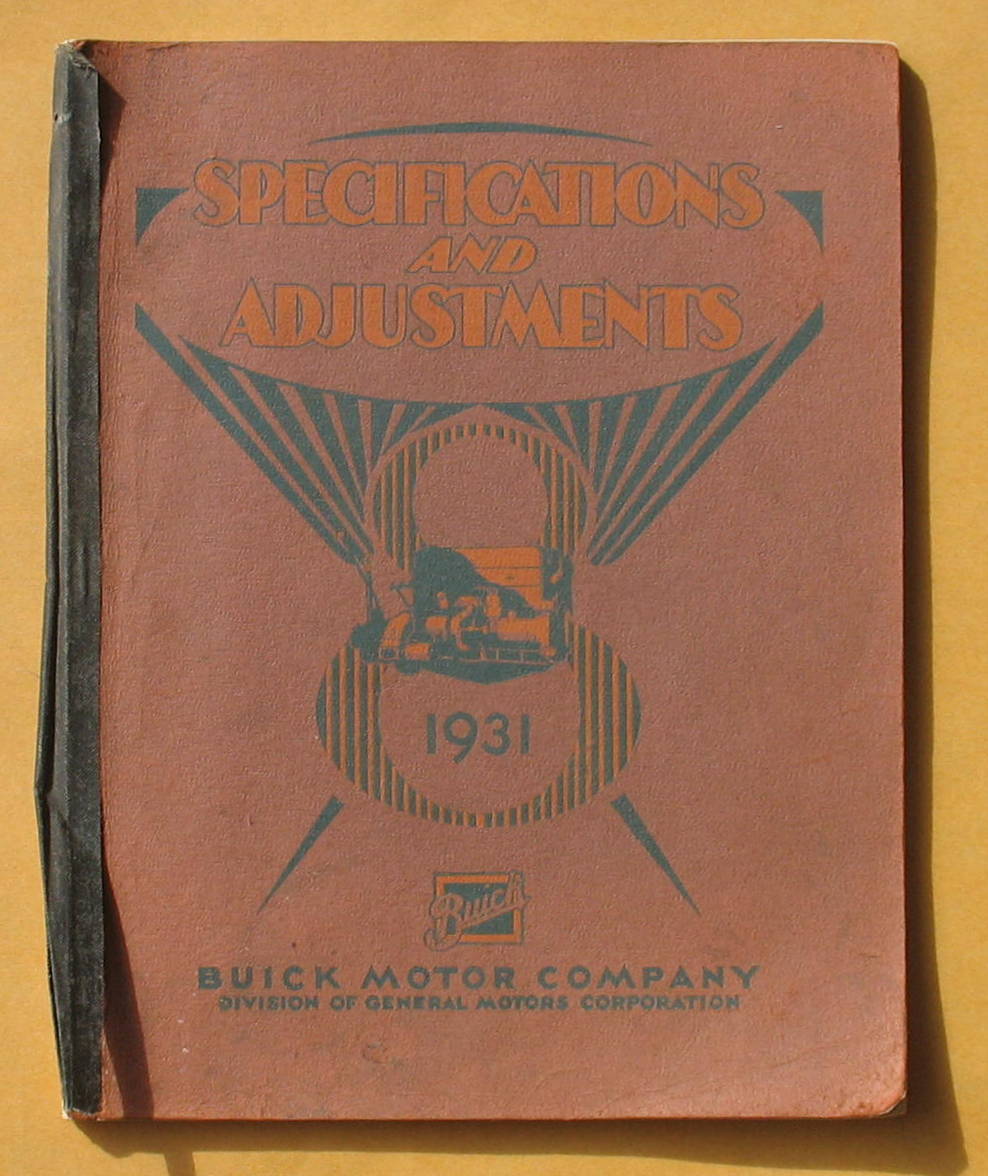 SPECIFICATIONS
AND
ADJUSTMENTS
1931
Buick
BUICK MOTOR COMPANY
DIVISION OF GENERAL MOTORS CORPORATION